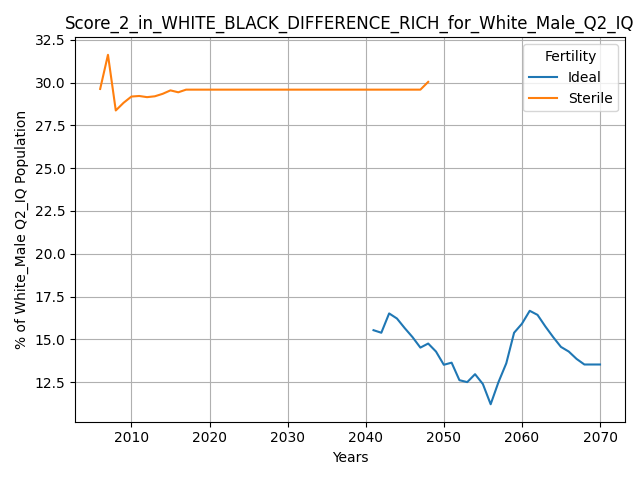 Score_2_in_WHITE_BLACK_DIFFERENCE_RICH_for_White_Male_Q2_IQ
32.5
30.0
27.5
25.0
22.5
20.0
17.5
15.0
12.5
% of White_Male Q2_IQ Population
Fertility
Ideal
Sterile
2010
2020
2030
2040
2050
2060
2070
Years